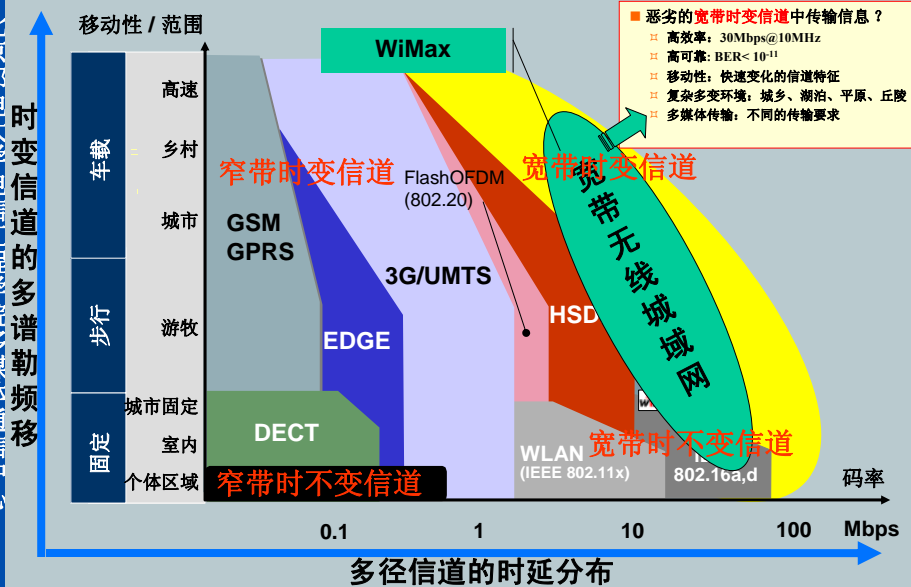 移动性 / 范围
WiMax
■ 恶劣的宽带时变信道中传输信息？
¤ 高效率：30Mbps@10MHz
¤ 高可靠: BER< 10⁻¹¹
¤ 移动性：快速变化的信道特征
¤ 复杂多变环境：城乡、湖泊、平原、丘陵
¤ 多媒体传输：不同的传输要求
时变信道的多谱勒频移
车载
步行
固定
高速
乡村
城市
游牧
城市固定
室内
个体区域
窄带时变信道
宽带时变信道
FlashOFDM
(802.20)
宽带无线城域网
GSM
GPRS
3G/UMTS
EDGE
HSD
DECT
WLAN
(IEEE 802.11x)
宽带时不变信道
802.16a,d
窄带时不变信道
码率
0.1
1
10
100
Mbps
多径信道的时延分布